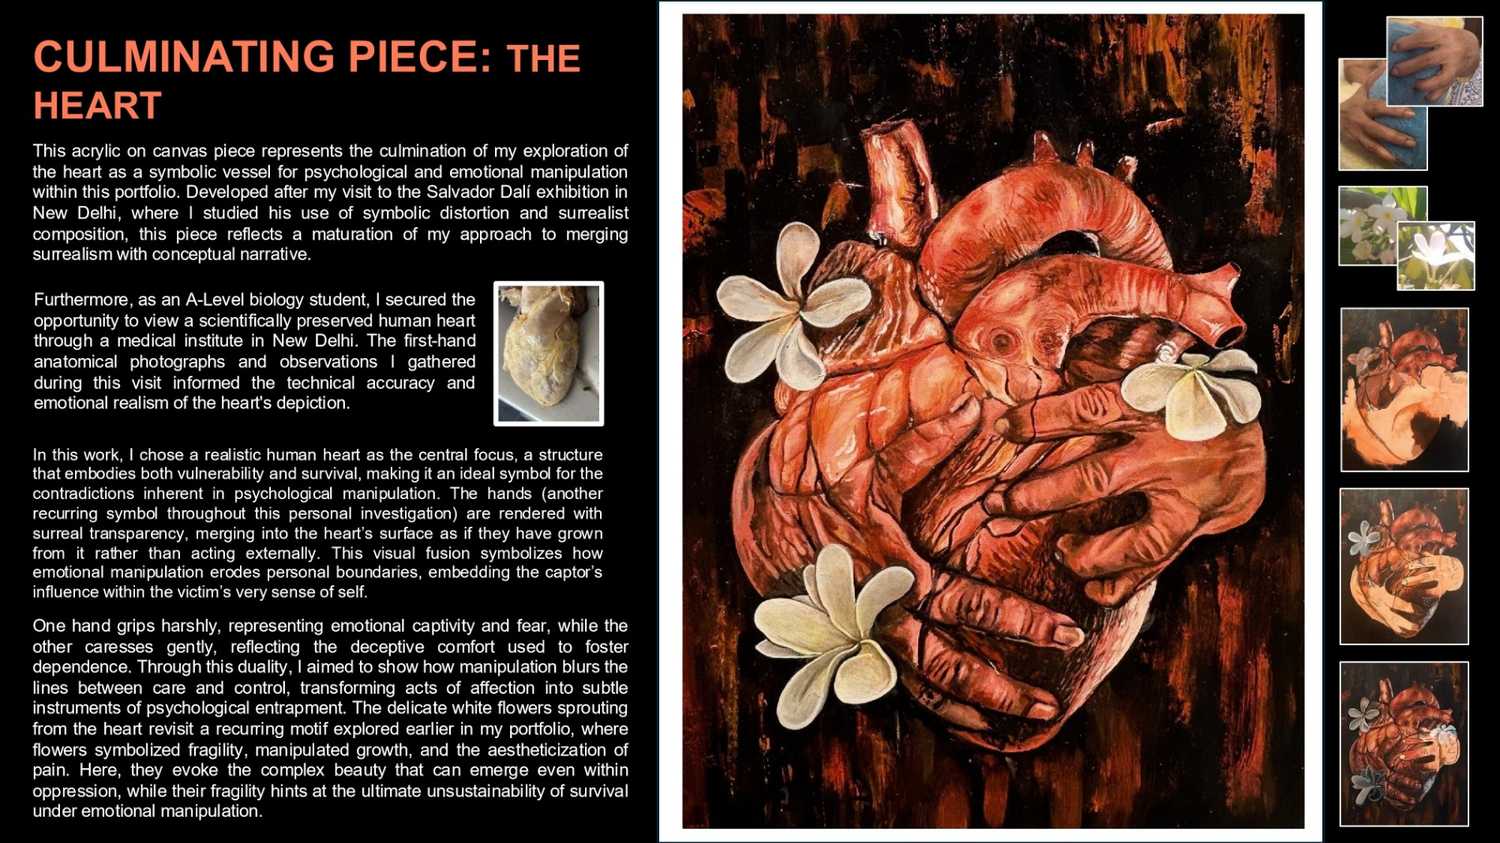 CULMINATING PIECE: THE
HEART
This acrylic on canvas piece represents the culmination of my exploration of
the heart as a symbolic vessel for psychological and emotional manipulation
within this portfolio. Developed after my visit to the Salvador Dalí exhibition in
New Delhi, where I studied his use of symbolic distortion and surrealist
composition, this piece reflects a maturation of my approach to merging
surrealism with conceptual narrative.
Furthermore, as an A-Level biology student, I secured the
opportunity to view a scientifically preserved human heart
through a medical institute in New Delhi. The first-hand
anatomical photographs and observations I gathered
during this visit informed the technical accuracy and
emotional realism of the heart's depiction.
In this work, I chose a realistic human heart as the central focus, a structure
that embodies both vulnerability and survival, making it an ideal symbol for the
contradictions inherent in psychological manipulation. The hands (another
recurring symbol throughout this personal investigation) are rendered with
surreal transparency, merging into the heart's surface as if they have grown
from it rather than acting externally. This visual fusion symbolizes how
emotional manipulation erodes personal boundaries, embedding the captor's
influence within the victim's very sense of self.
One hand grips harshly, representing emotional captivity and fear, while the
other caresses gently, reflecting the deceptive comfort used to foster
dependence. Through this duality, I aimed to show how manipulation blurs the
lines between care and control, transforming acts of affection into subtle
instruments of psychological entrapment. The delicate white flowers sprouting
from the heart revisit a recurring motif explored earlier in my portfolio, where
flowers symbolized fragility, manipulated growth, and the aestheticization of
pain. Here, they evoke the complex beauty that can emerge even within
oppression, while their fragility hints at the ultimate unsustainability of survival
under emotional manipulation.